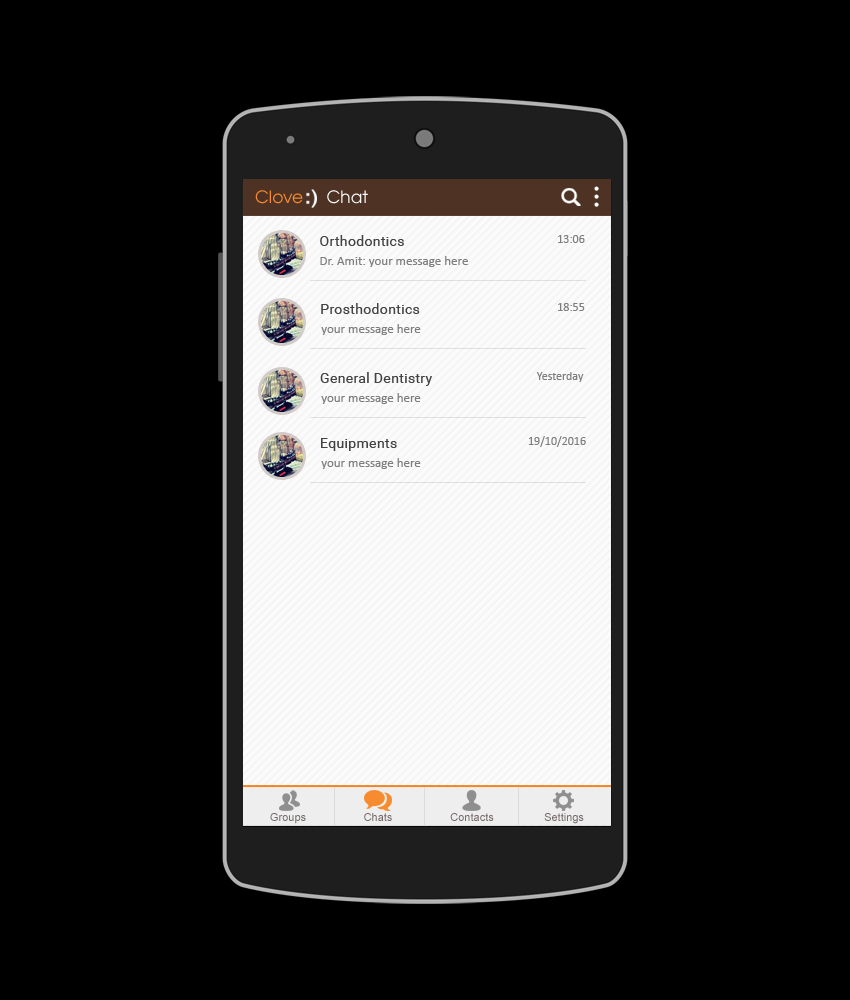 Clove:) Chat
Orthodontics 13:06
Dr. Amit: your message here
Prosthodontics 18:55
your message here
General Dentistry Yesterday
your message here
Equipments 19/10/2016
your message here
Groups Chats Contacts Settings